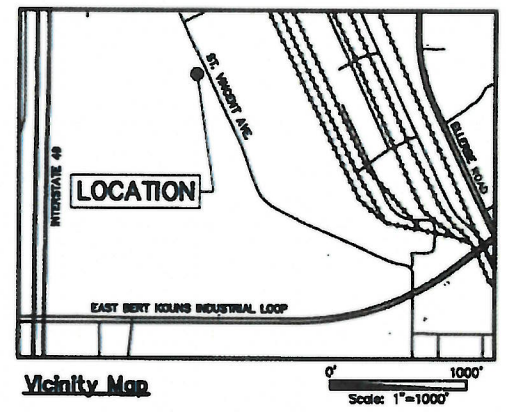 ST. VINCENT AVE.
ELLERBE ROAD
INTERSTATE 49
LOCATION
EAST BERT KOUNS INDUSTRIAL LOOP
Vicinity Map
0' 1000'
Scale: 1"=1000'